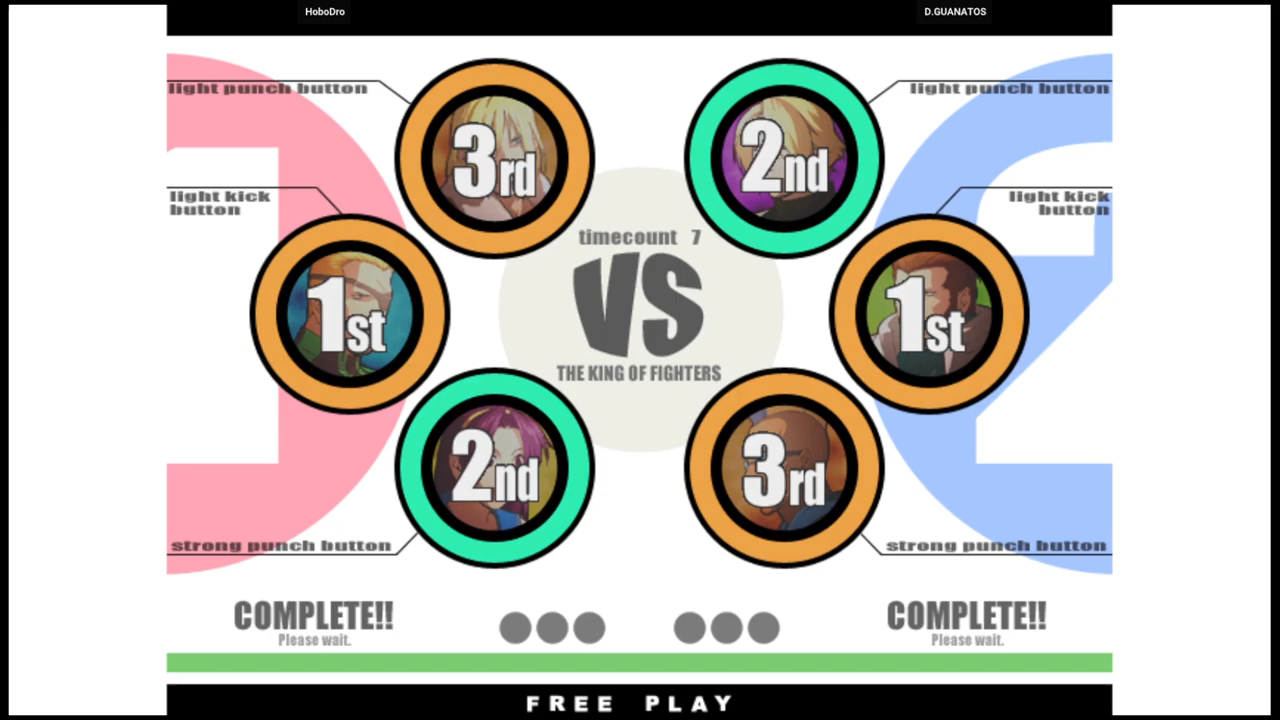 HoboDro
D.GUANATOS
light punch button
light punch button
3rd
2nd
light kick
button
light kick
button
timecount 7
VS
THE KING OF FIGHTERS
1st
1st
2nd
3rd
strong punch button
strong punch button
COMPLETE!!
Please wait.
COMPLETE!!
Please wait.
FREE PLAY